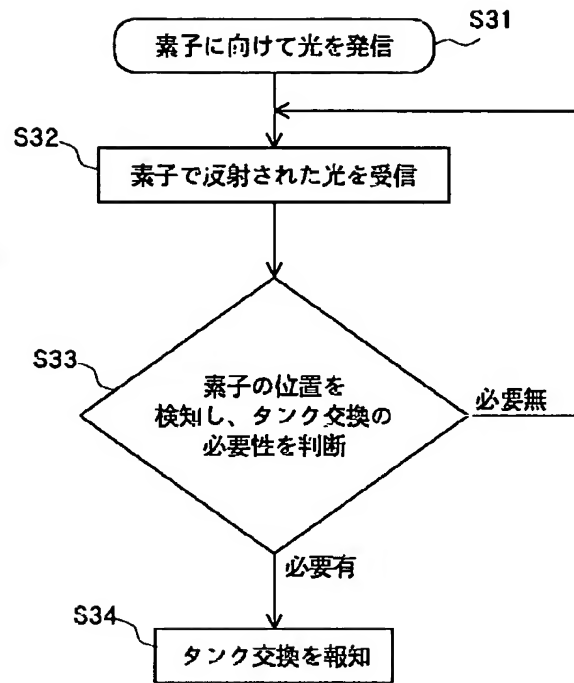 素子に向けて光を発信
S31
S32
素子で反射された光を受信
S33
素子の位置を
検知し、タンク交換の
必要性を判断
必要無
必要有
S34
タンク交換を報知